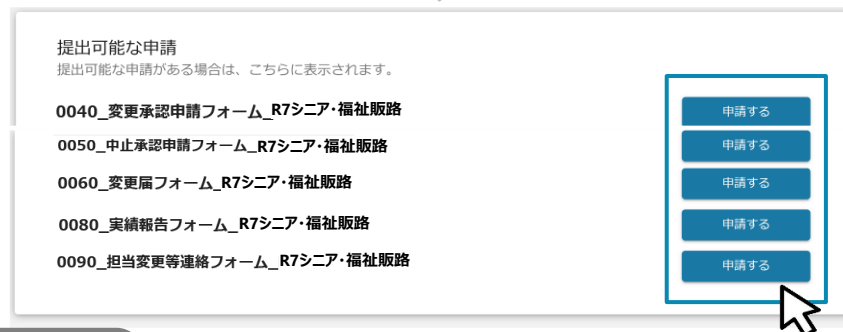 提出可能な申請
提出可能な申請がある場合は、こちらに表示されます。
0040_変更承認申請フォーム_R7シニア・福祉販路 申請する
0050_中止承認申請フォーム_R7シニア・福祉販路 申請する
0060_変更届フォーム_R7シニア・福祉販路 申請する
0080_実績報告フォーム_R7シニア・福祉販路 申請する
0090_担当変更等連絡フォーム_R7シニア・福祉販路 申請する